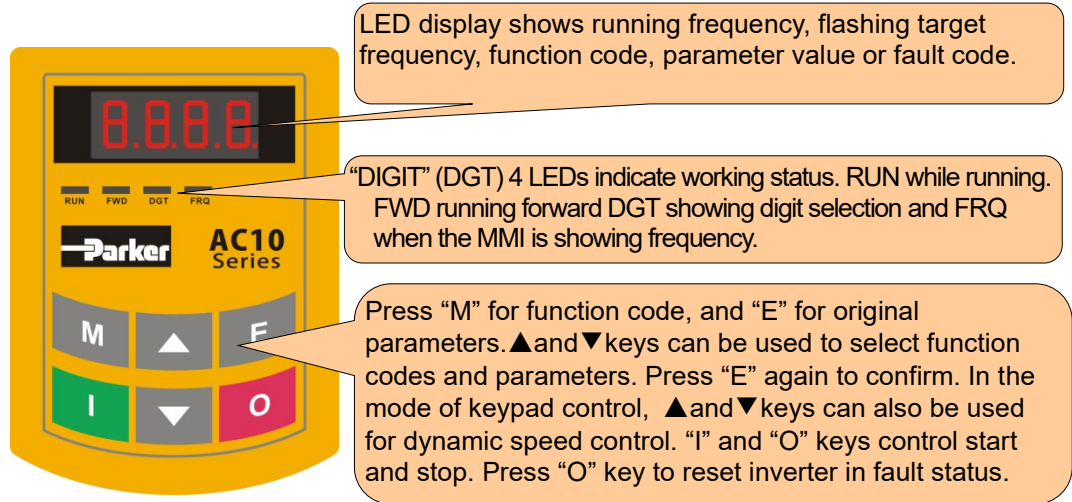 LED display shows running frequency, flashing target
frequency, function code, parameter value or fault code.
8.8.8.8.
"DIGIT" (DGT) 4 LEDs indicate working status. RUN while running.
FWD running forward DGT showing digit selection and FRQ
when the MMI is showing frequency.
RUN FWD DGT FRQ
Parker AC10
Series
Press “M” for function code, and “E” for original
parameters.▲and▼keys can be used to select function
codes and parameters. Press “E” again to confirm. In the
mode of keypad control, ▲and▼keys can also be used
for dynamic speed control. “I” and “O” keys control start
and stop. Press “O” key to reset inverter in fault status.
M ▲ E
I ▼ O